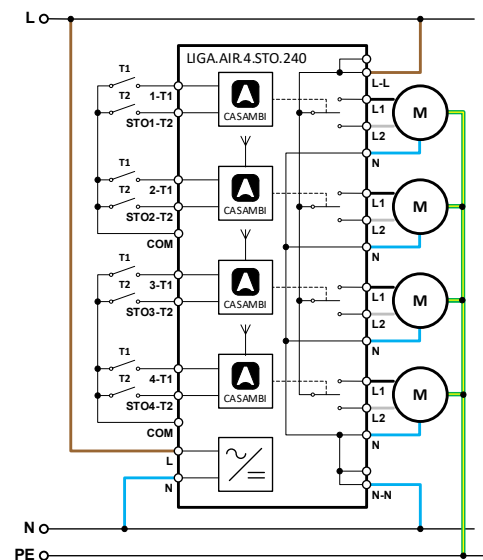 L
LIGA.AIR.4.STO.240
L-L
T1
1-T1
T2
STO1-T2
CASAMBI
L1
L2
M
N
T1
2-T1
T2
STO2-T2
COM
CASAMBI
L1
L2
M
N
T1
3-T1
T2
STO3-T2
CASAMBI
L1
L2
M
N
T1
4-T1
T2
STO4-T2
COM
CASAMBI
L1
L2
M
N
L
N
N-N
N
PE